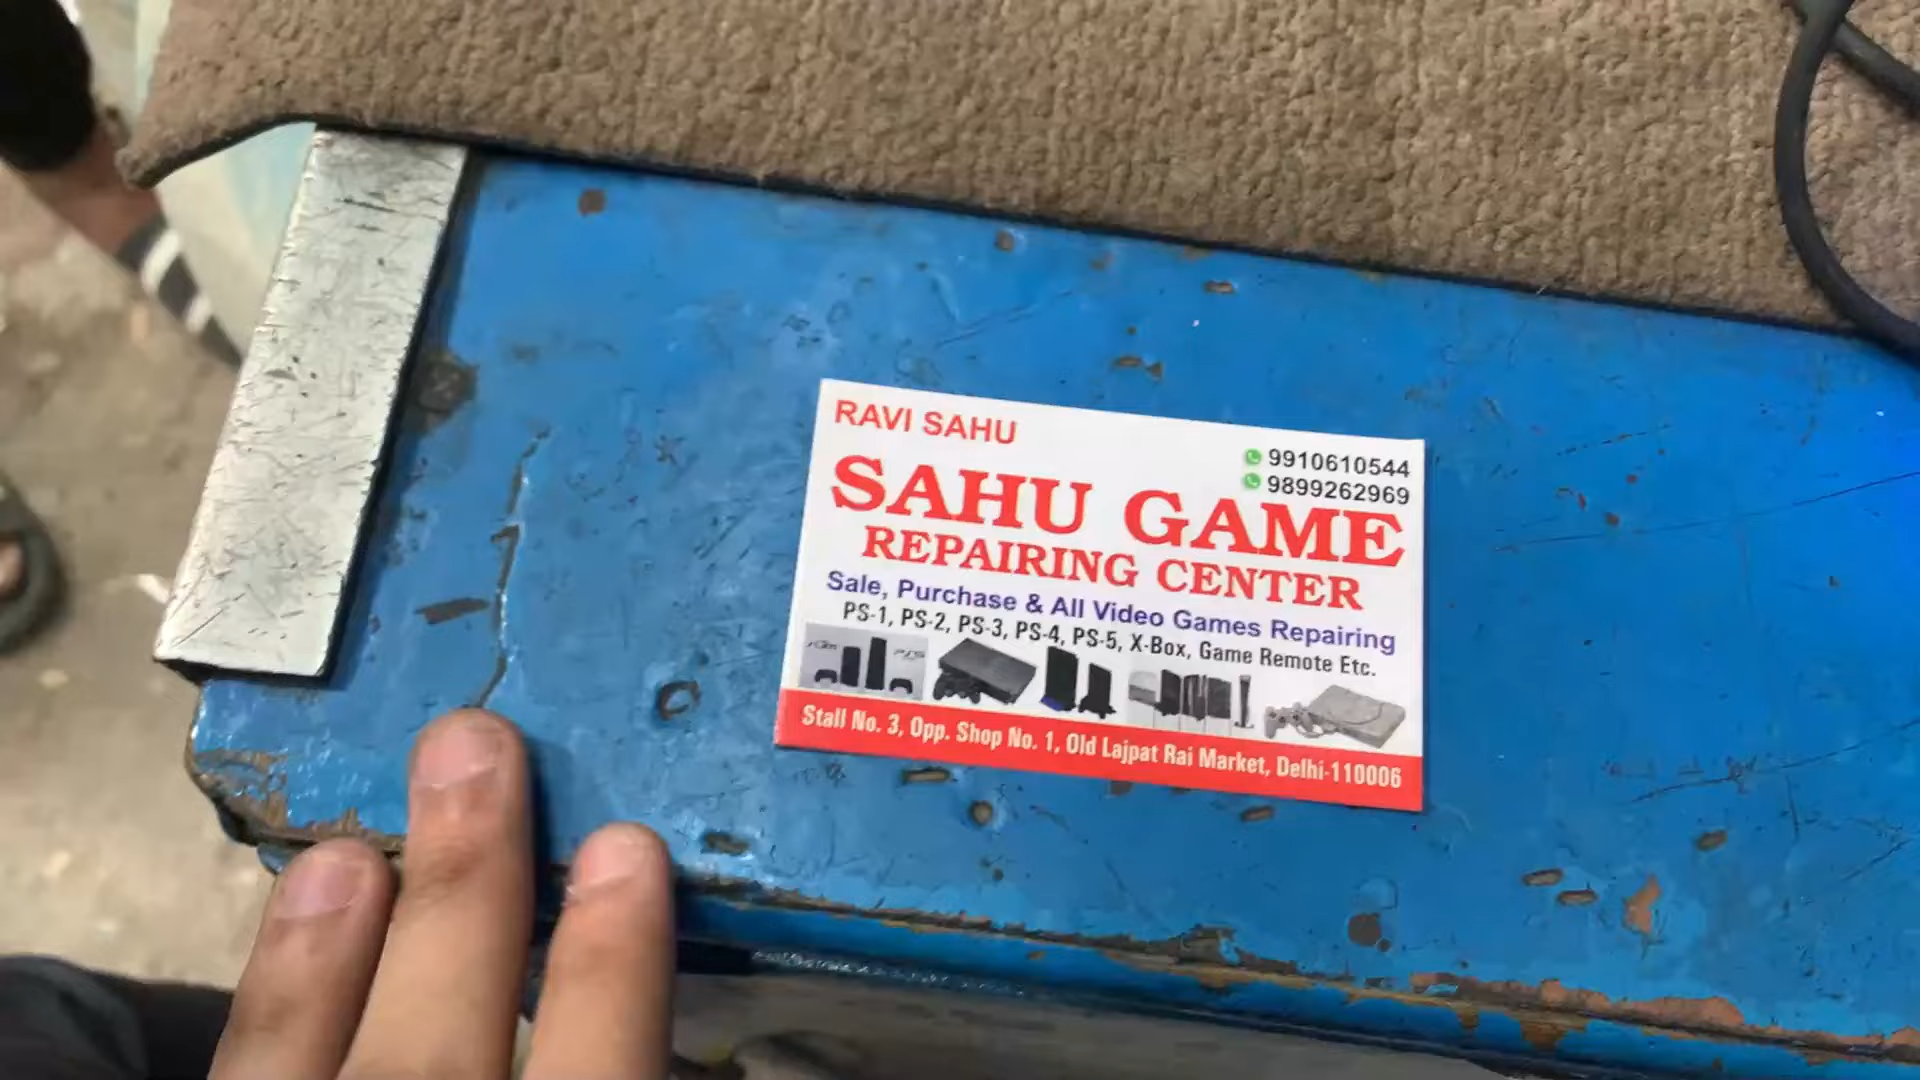 RAVI SAHU
9910610544
9899262969
SAHU GAME
REPAIRING CENTER
Sale, Purchase & All Video Games Repairing
PS-1, PS-2, PS-3, PS-4, PS-5, X-Box, Game Remote Etc.
PS5
Stall No. 3, Opp. Shop No. 1, Old Lajpat Rai Market, Delhi-110006